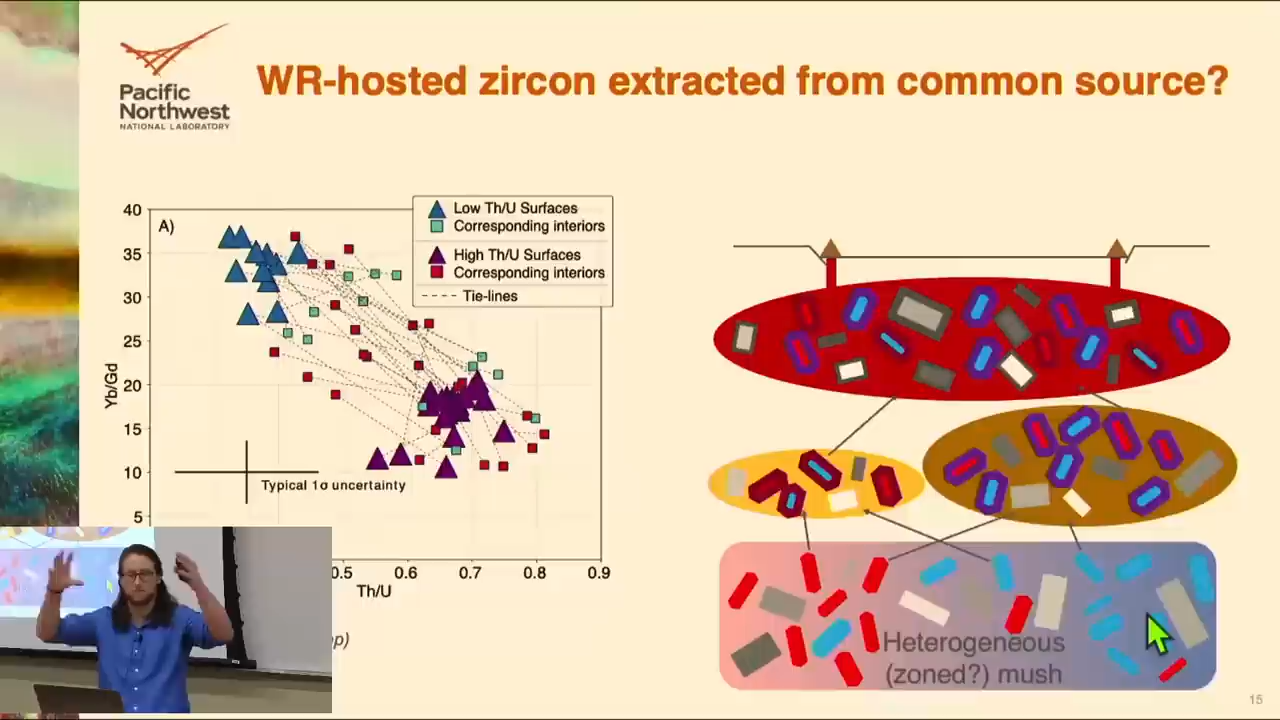 Pacific
Northwest
NATIONAL LABORATORY
WR-hosted zircon extracted from common source?
A)
Low Th/U Surfaces
Corresponding interiors
High Th/U Surfaces
Corresponding interiors
Tie-lines
40
35
30
25
20
15
10
5
Yb/Gd
Typical 1σ uncertainty
0.5 0.6 0.7 0.8 0.9
Th/U
Heterogeneous
(zoned?) mush
15